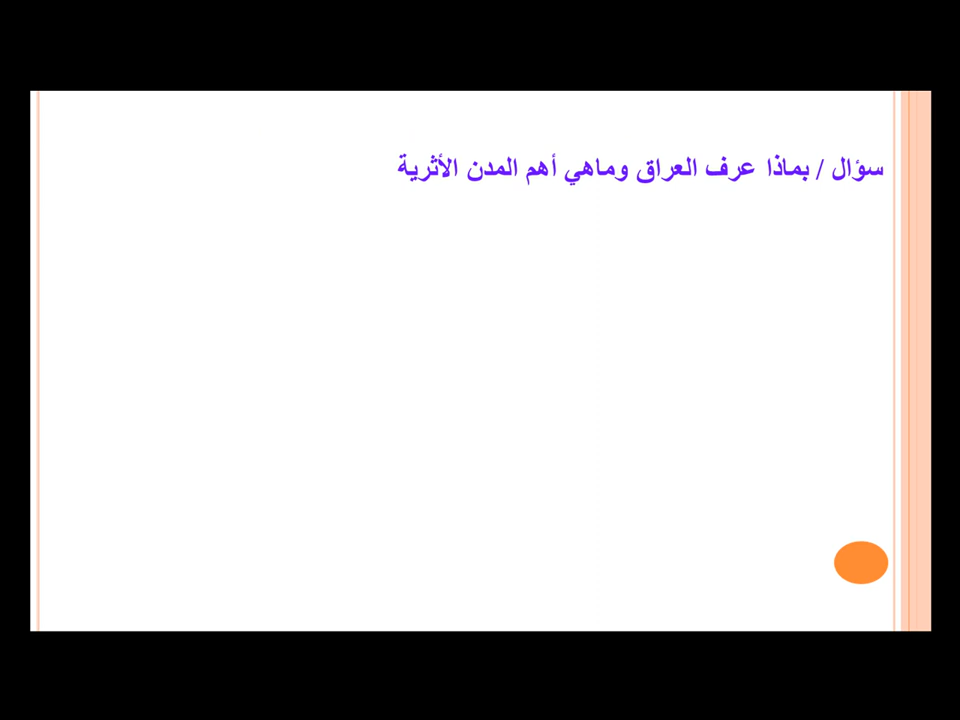 سؤال / بماذا عرف العراق وماهي أهم المدن الأثرية